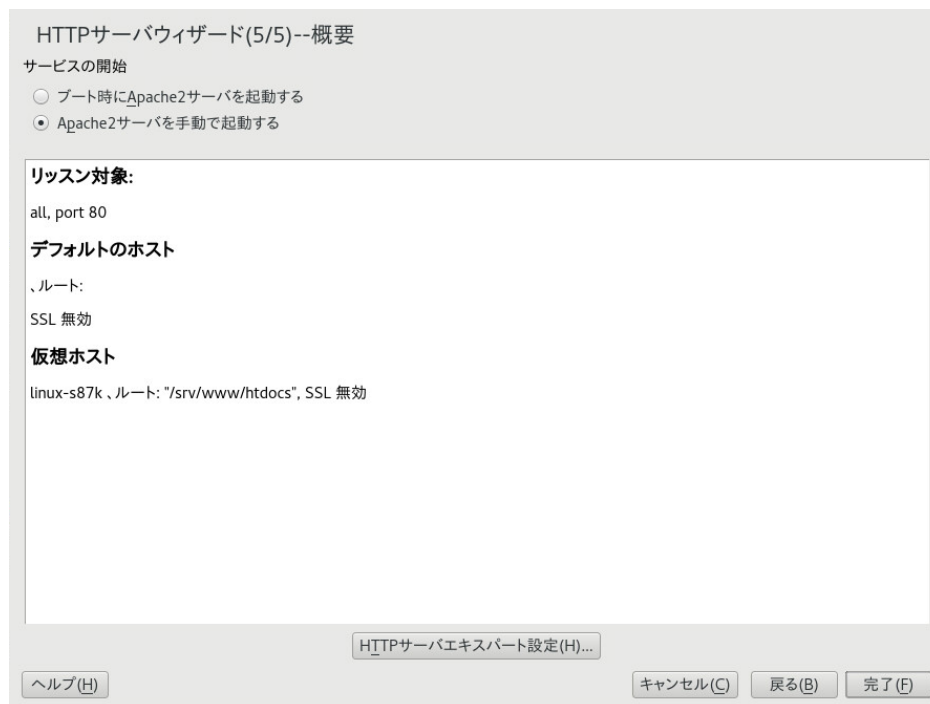 HTTPサーバウィザード(5/5)--概要
サービスの開始
ブート時にApache2サーバを起動する
Apache2サーバを手動で起動する
リッスン対象:
all, port 80
デフォルトのホスト
、ルート:
SSL 無効
仮想ホスト
linux-s87k 、ルート: "/srv/www/htdocs", SSL 無効
HTTPサーバエキスパート設定(H)...
ヘルプ(H) キャンセル(C) 戻る(B) 完了(F)